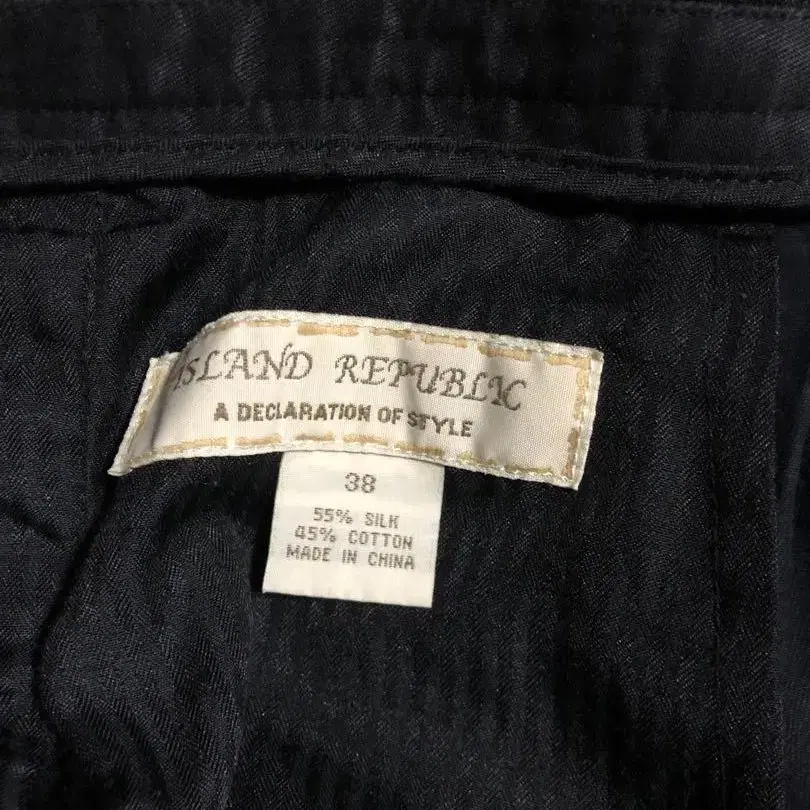 ISLAND REPUBLIC
A DECLARATION OF STYLE
38
55% SILK
45% COTTON
MADE IN CHINA